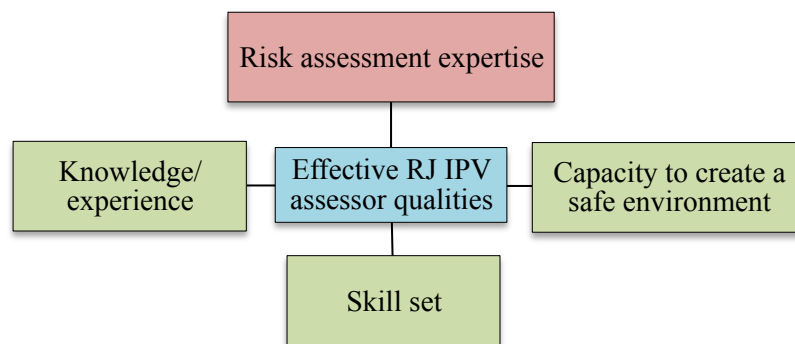 Risk assessment expertise
Knowledge/
experience
Effective RJ IPV
assessor qualities
Capacity to create a
safe environment
Skill set